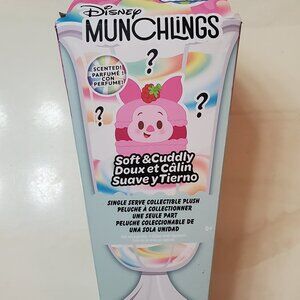 Disney
MUNCHLINGS
SCENTED!
PARFUMÉ!
CON
PERFUME!
?
?
?
Soft & Cuddly
Doux et Câlin
Suave y Tierno
SINGLE SERVE COLLECTIBLE PLUSH
PELUCHE À COLLECTIONNER
UNE SEULE PART
PELUCHE COLECCIONABLE DE
UNA SOLA UNIDAD